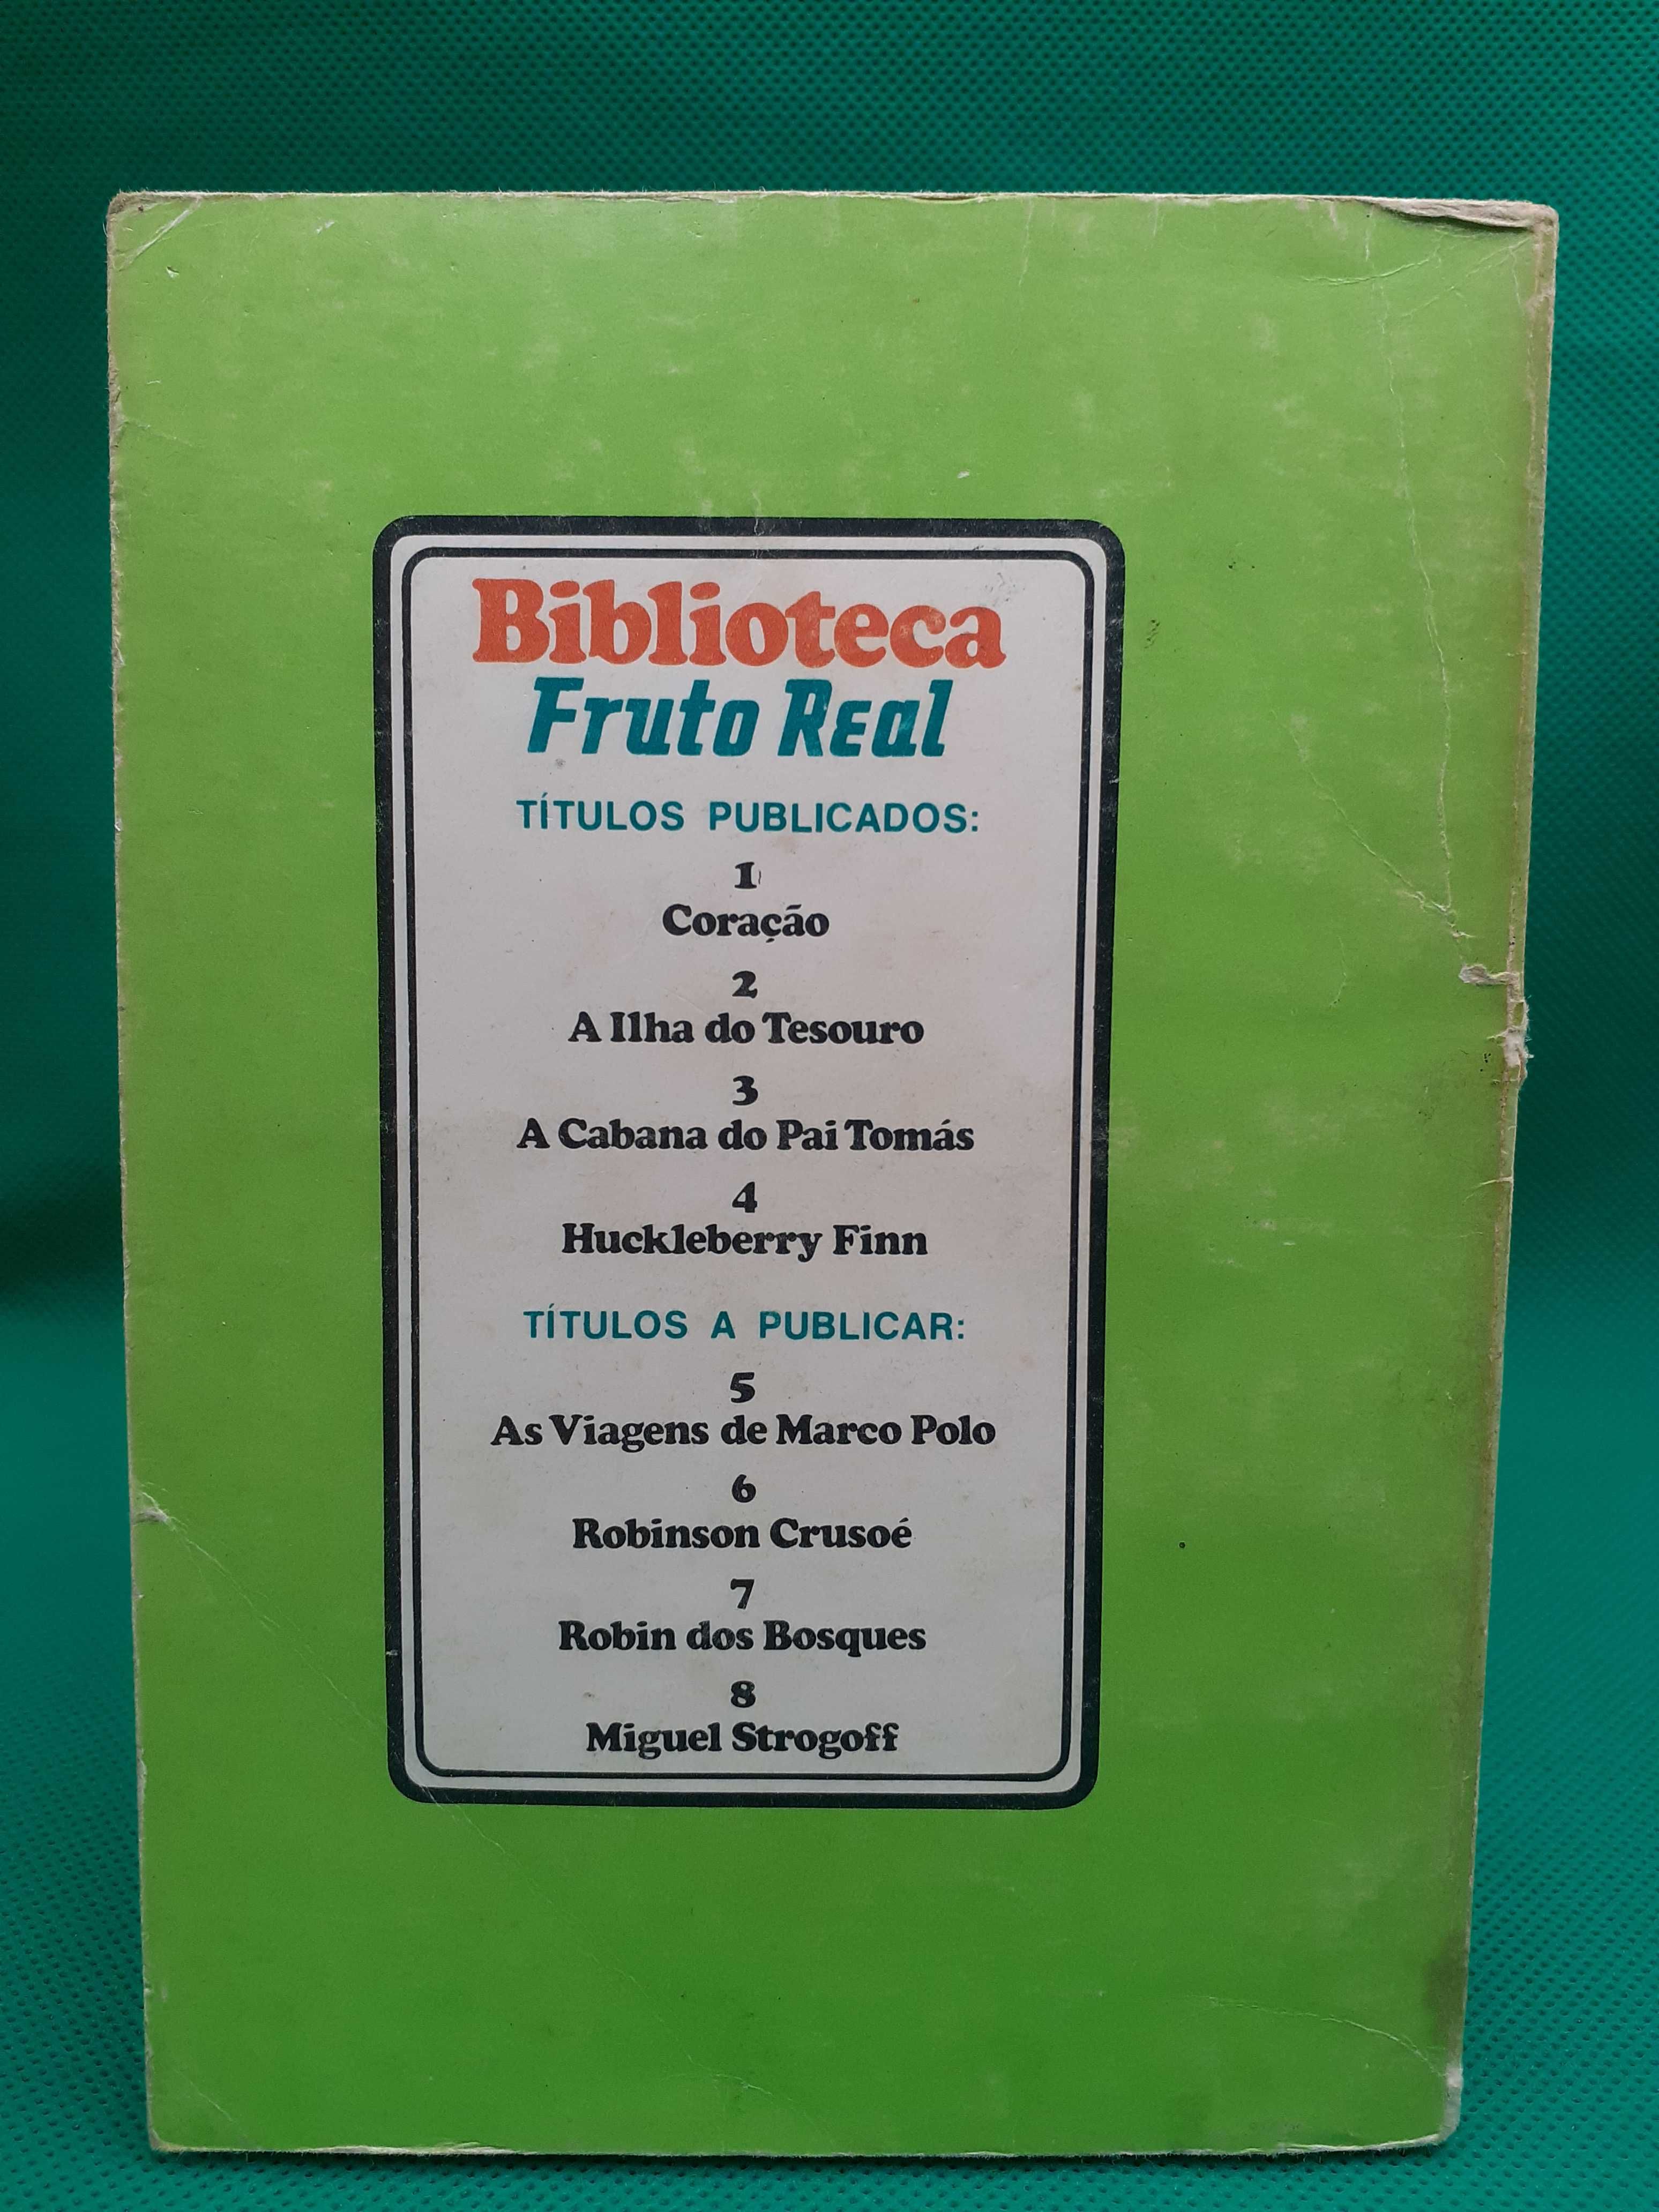 Biblioteca
Fruto Real
TÍTULOS PUBLICADOS:
1
Coração
2
A Ilha do Tesouro
3
A Cabana do Pai Tomás
4
Huckleberry Finn
TÍTULOS A PUBLICAR:
5
As Viagens de Marco Polo
6
Robinson Crusoé
7
Robin dos Bosques
8
Miguel Strogoff